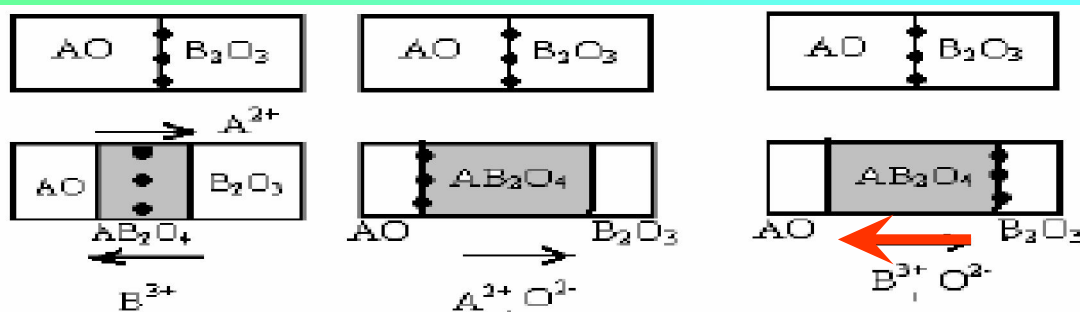 AO B₂O₃ AO B₂O₃ AO B₂O₃
A²⁺
AO B₂O₃ AB₂O₄ AB₂O₄
AB₂O₄ AO B₂O₃ AO B₂O₃
B³⁺ A²⁺, O²⁻ B³⁺, O²⁻